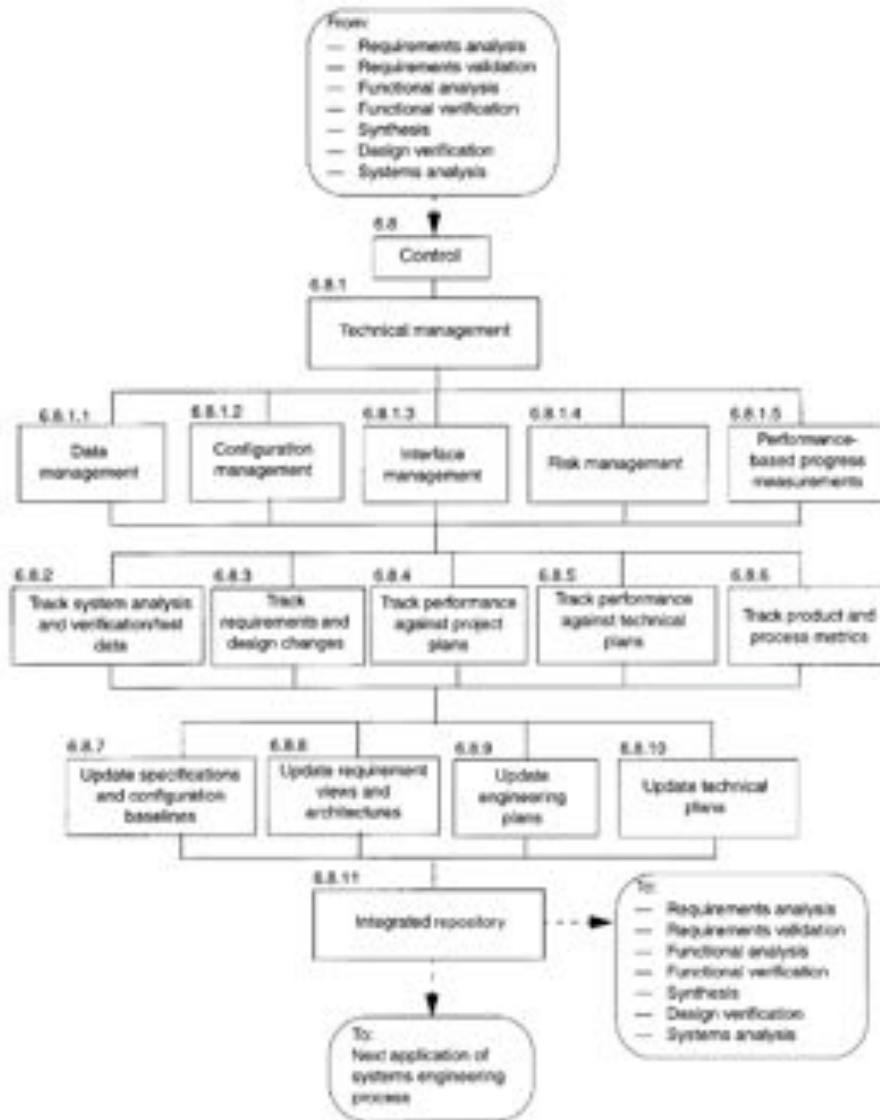 From:
— Requirements analysis
— Requirements validation
— Functional analysis
— Functional verification
— Synthesis
— Design verification
— Systems analysis
6.8
Control
6.8.1
Technical management
6.8.1.1
Data
management
6.8.1.2
Configuration
management
6.8.1.3
Interface
management
6.8.1.4
Risk management
6.8.1.5
Performance-
based progress
measurements
6.8.2
Track system analysis
and verification/test
data
6.8.3
Track
requirements and
design changes
6.8.4
Track performance
against project
plans
6.8.5
Track performance
against technical
plans
6.8.6
Track product and
process metrics
6.8.7
Update specifications
and configuration
baselines
6.8.8
Update requirement
views and
architectures
6.8.9
Update
engineering
plans
6.8.10
Update technical
plans
6.8.11
Integrated repository
To:
— Requirements analysis
— Requirements validation
— Functional analysis
— Functional verification
— Synthesis
— Design verification
— Systems analysis
To:
Next application of
systems engineering
process